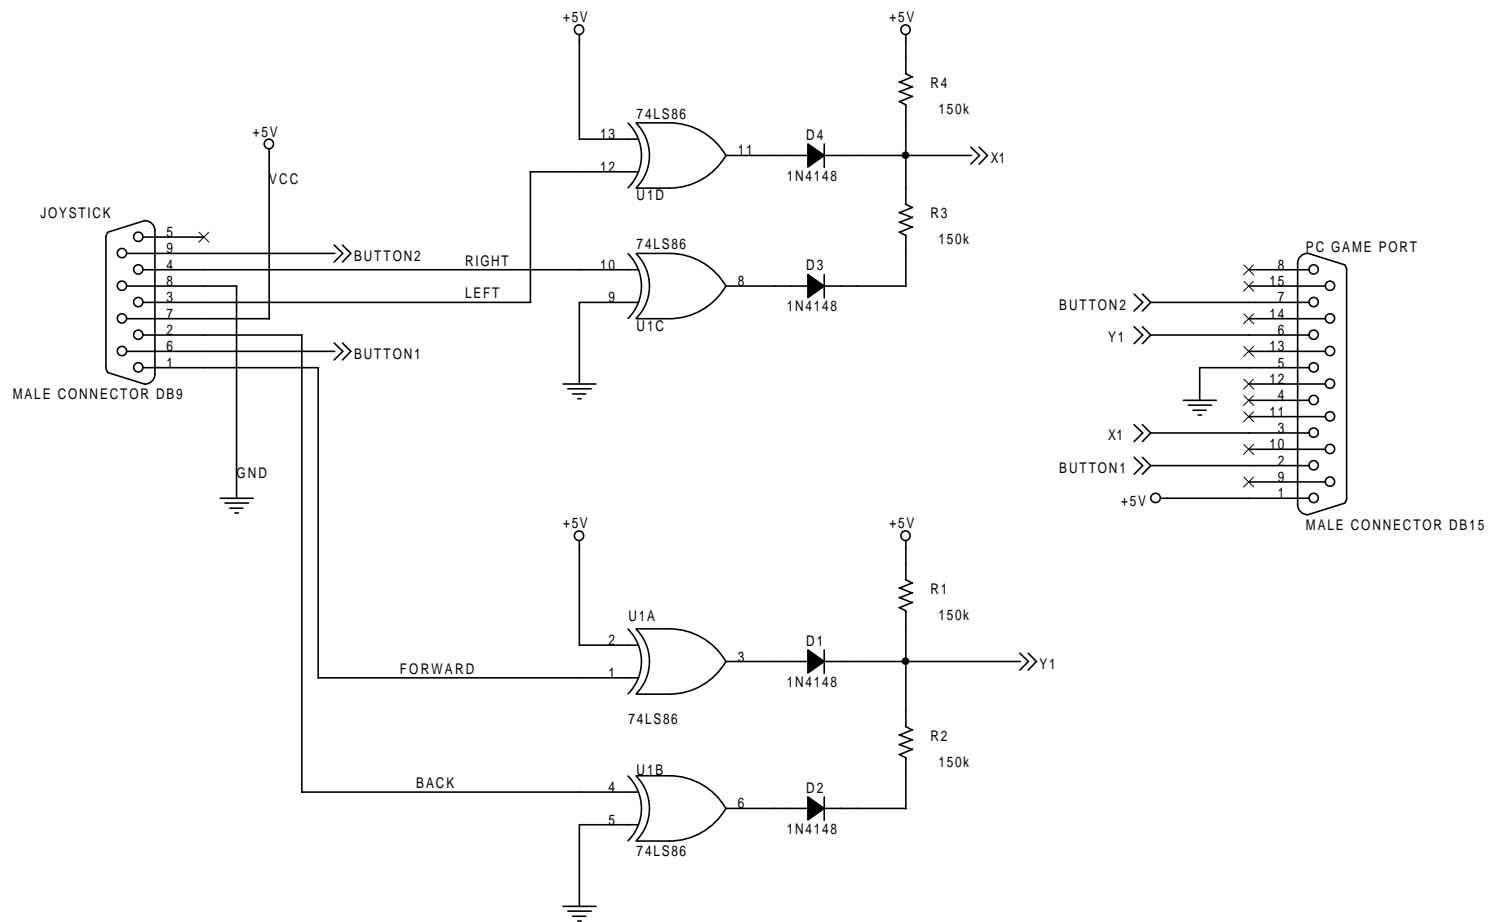 +5V
+5V
R4
150k
74LS86
13
12
11
U1D
D4
1N4148
X1
+5V
VCC
JOYSTICK
5
9
4
8
3
7
2
6
1
BUTTON2
RIGHT
LEFT
BUTTON1
MALE CONNECTOR DB9
GND
74LS86
10
9
8
U1C
D3
1N4148
R3
150k
PC GAME PORT
8
15
7
14
6
13
5
12
4
11
3
10
2
9
1
BUTTON2
Y1
X1
BUTTON1
+5V
MALE CONNECTOR DB15
+5V
+5V
R1
150k
U1A
2
1
3
74LS86
FORWARD
D1
1N4148
Y1
R2
150k
BACK
U1B
4
5
6
74LS86
D2
1N4148